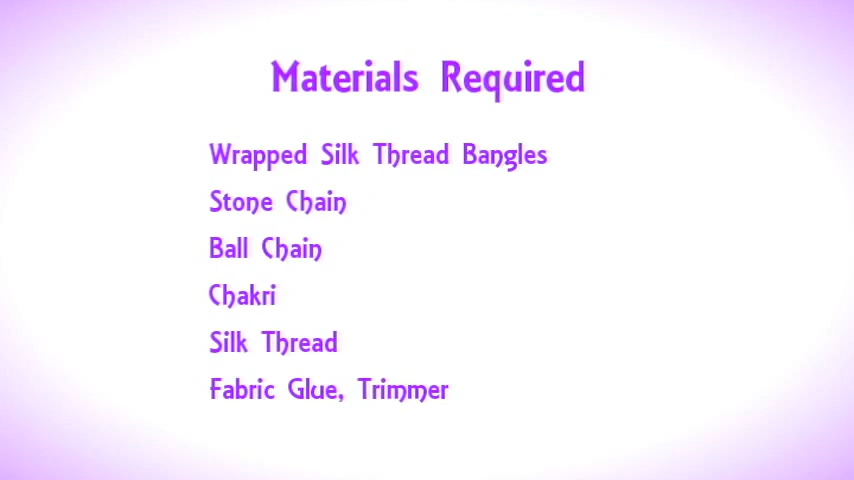 Materials Required
Wrapped Silk Thread Bangles
Stone Chain
Ball Chain
Chakri
Silk Thread
Fabric Glue, Trimmer